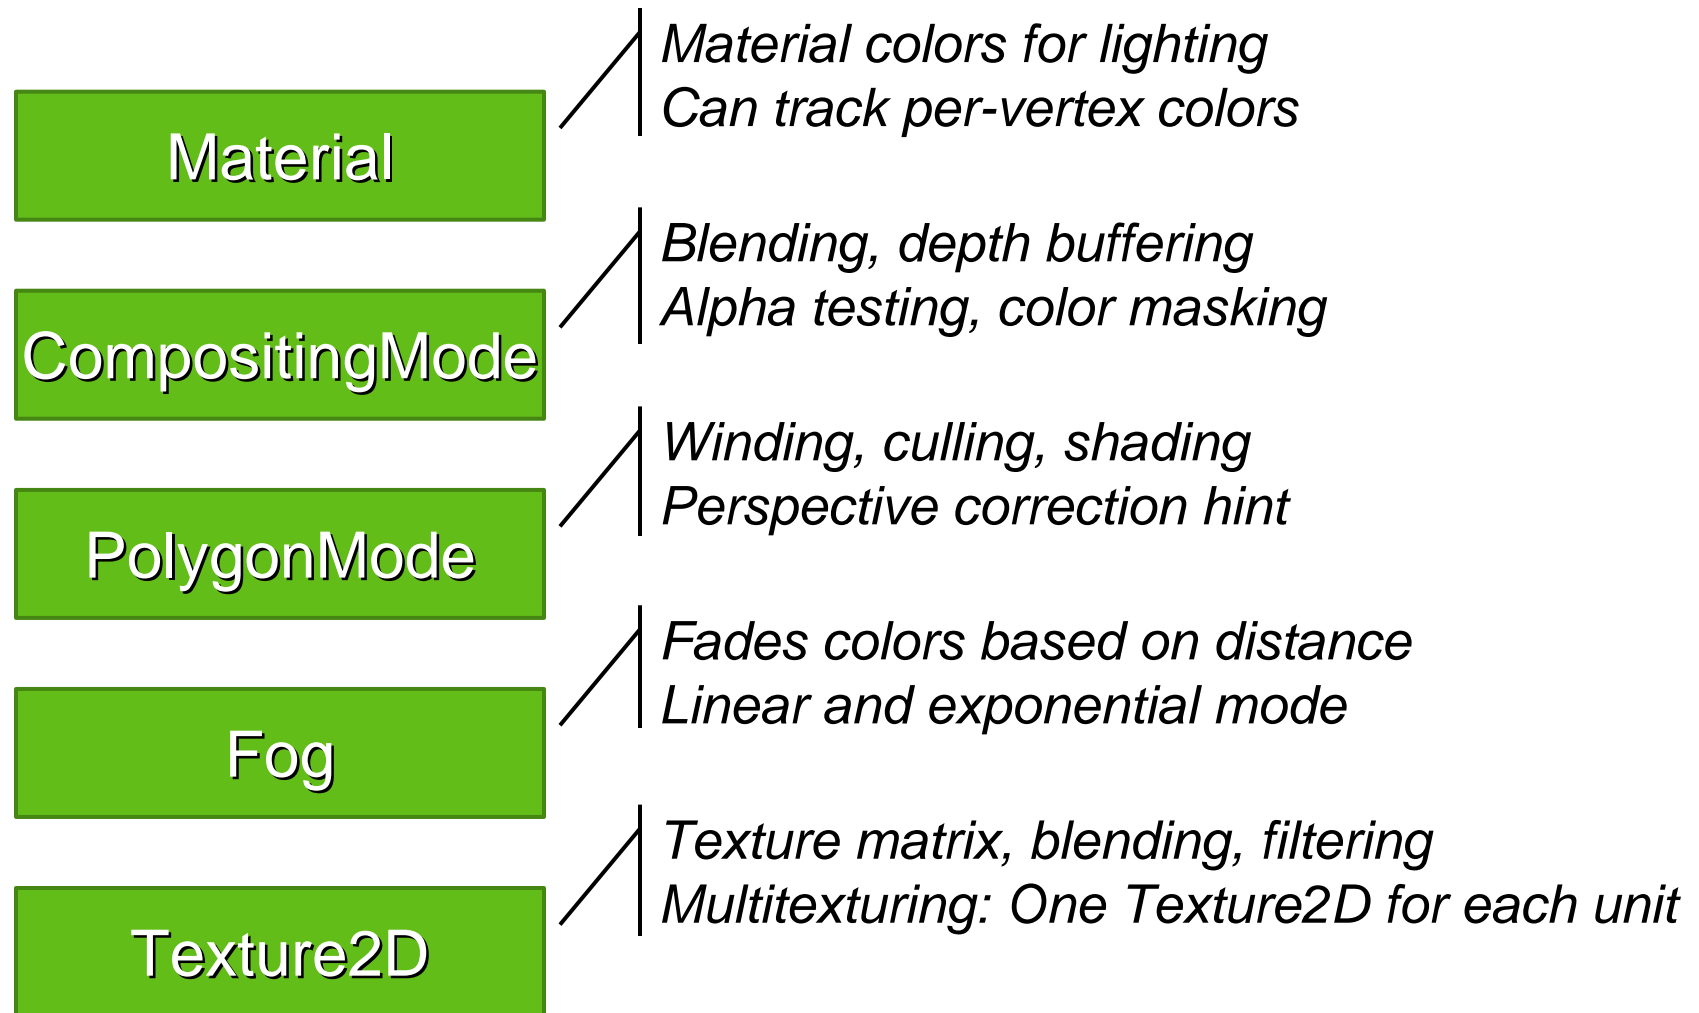 Material colors for lighting
Can track per-vertex colors
Material
Blending, depth buffering
Alpha testing, color masking
CompositingMode
Winding, culling, shading
Perspective correction hint
PolygonMode
Fades colors based on distance
Linear and exponential mode
Fog
Texture matrix, blending, filtering
Multitexturing: One Texture2D for each unit
Texture2D